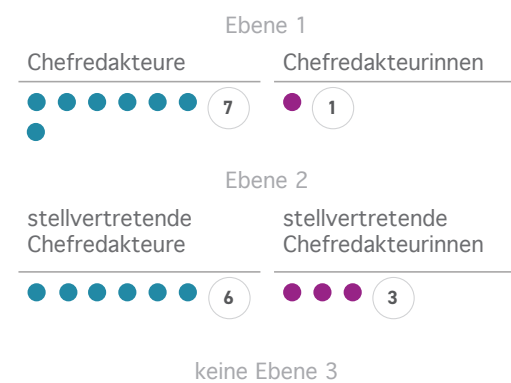 Ebene 1
Chefredakteure
Chefredakteurinnen
7
1
Ebene 2
stellvertretende
Chefredakteure
stellvertretende
Chefredakteurinnen
6
3
keine Ebene 3